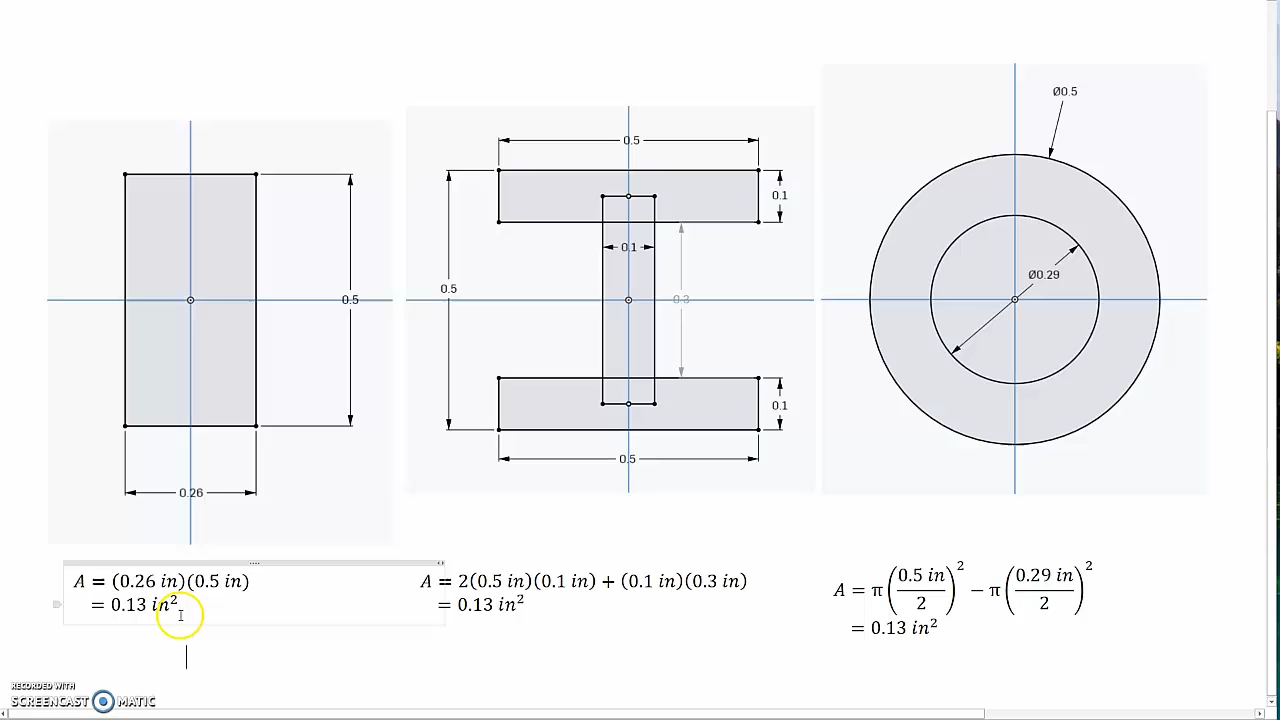 0.5
0.26
0.5
0.1
0.1
0.5
0.3
0.1
0.5
Ø0.5
Ø0.29
A = (0.26 in)(0.5 in)
= 0.13 in²
A = 2(0.5 in)(0.1 in) + (0.1 in)(0.3 in)
= 0.13 in²
A = π(0.5 in / 2)² − π(0.29 in / 2)²
= 0.13 in²
RECORDED WITH
SCREENCAST MATIC